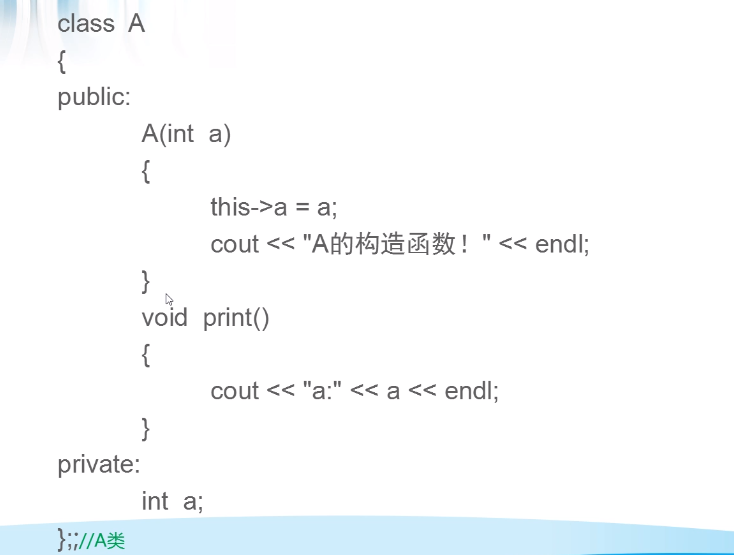 class  A
{
public:
A(int  a)
{
this->a = a;
cout << "A的构造函数！" << endl;
}
void  print()
{
cout << "a:" << a << endl;
}
private:
int  a;
};;//A类